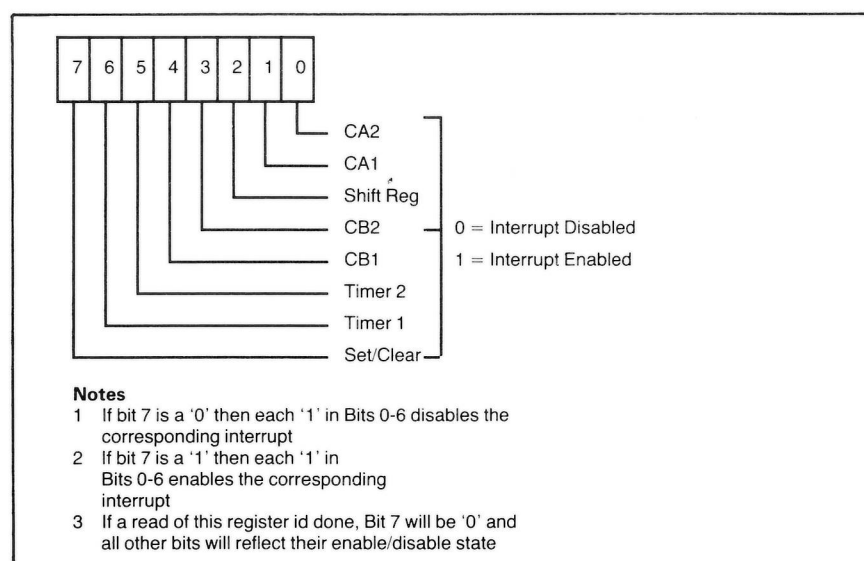 7 6 5 4 3 2 1 0
CA2
CA1
Shift Reg
CB2
0 = Interrupt Disabled
CB1
1 = Interrupt Enabled
Timer 2
Timer 1
Set/Clear
Notes
1 If bit 7 is a ‘0’ then each ‘1’ in Bits 0-6 disables the
corresponding interrupt
2 If bit 7 is a ‘1’ then each ‘1’ in
Bits 0-6 enables the corresponding
interrupt
3 If a read of this register id done, Bit 7 will be ‘0’ and
all other bits will reflect their enable/disable state